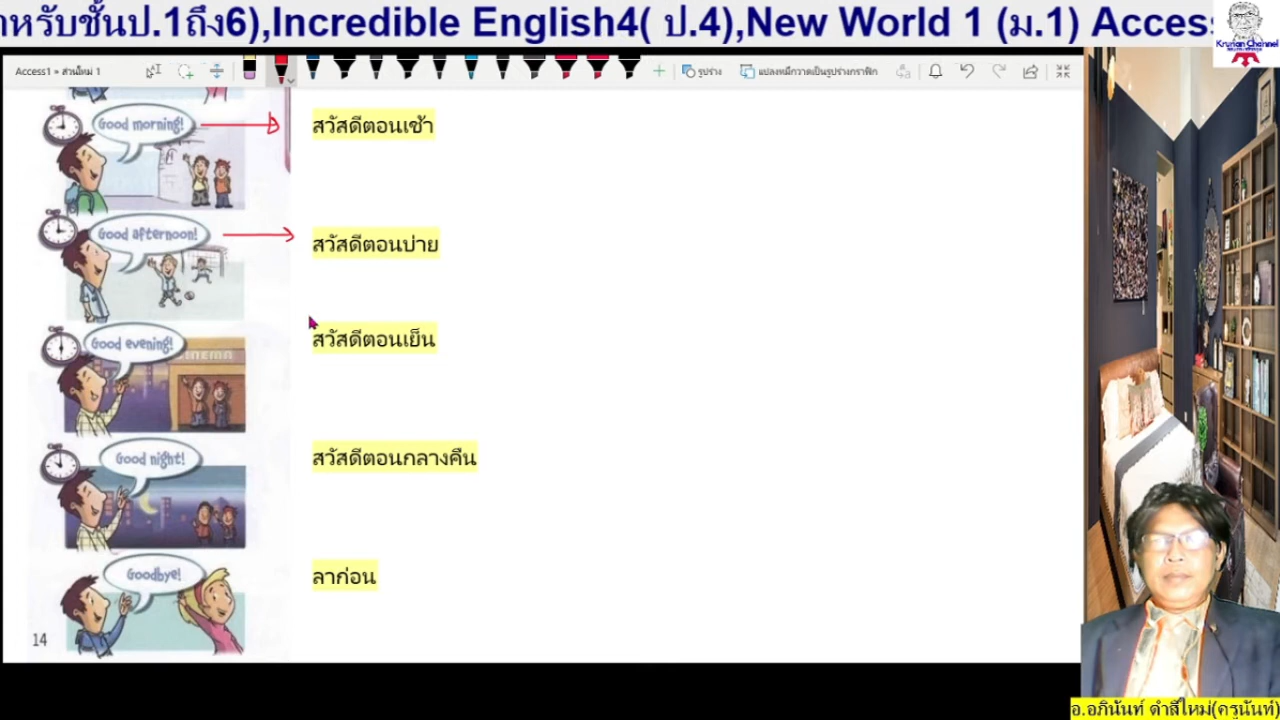 าหรับชั้นป.1ถึง6),Incredible English4( ป.4),New World 1 (ม.1) Access
Krunan Channel
Access1 » ส่วนใหม่ 1
รูปร่าง
แปลงหมึกวาดเป็นรูปร่างกราฟิก
Good morning!
สวัสดีตอนเช้า
Good afternoon!
สวัสดีตอนบ่าย
Good evening!
CINEMA
สวัสดีตอนเย็น
Good night!
สวัสดีตอนกลางคืน
Goodbye!
ลาก่อน
14
อ.อภินันท์ ดำสีใหม่(ครูนันท์)